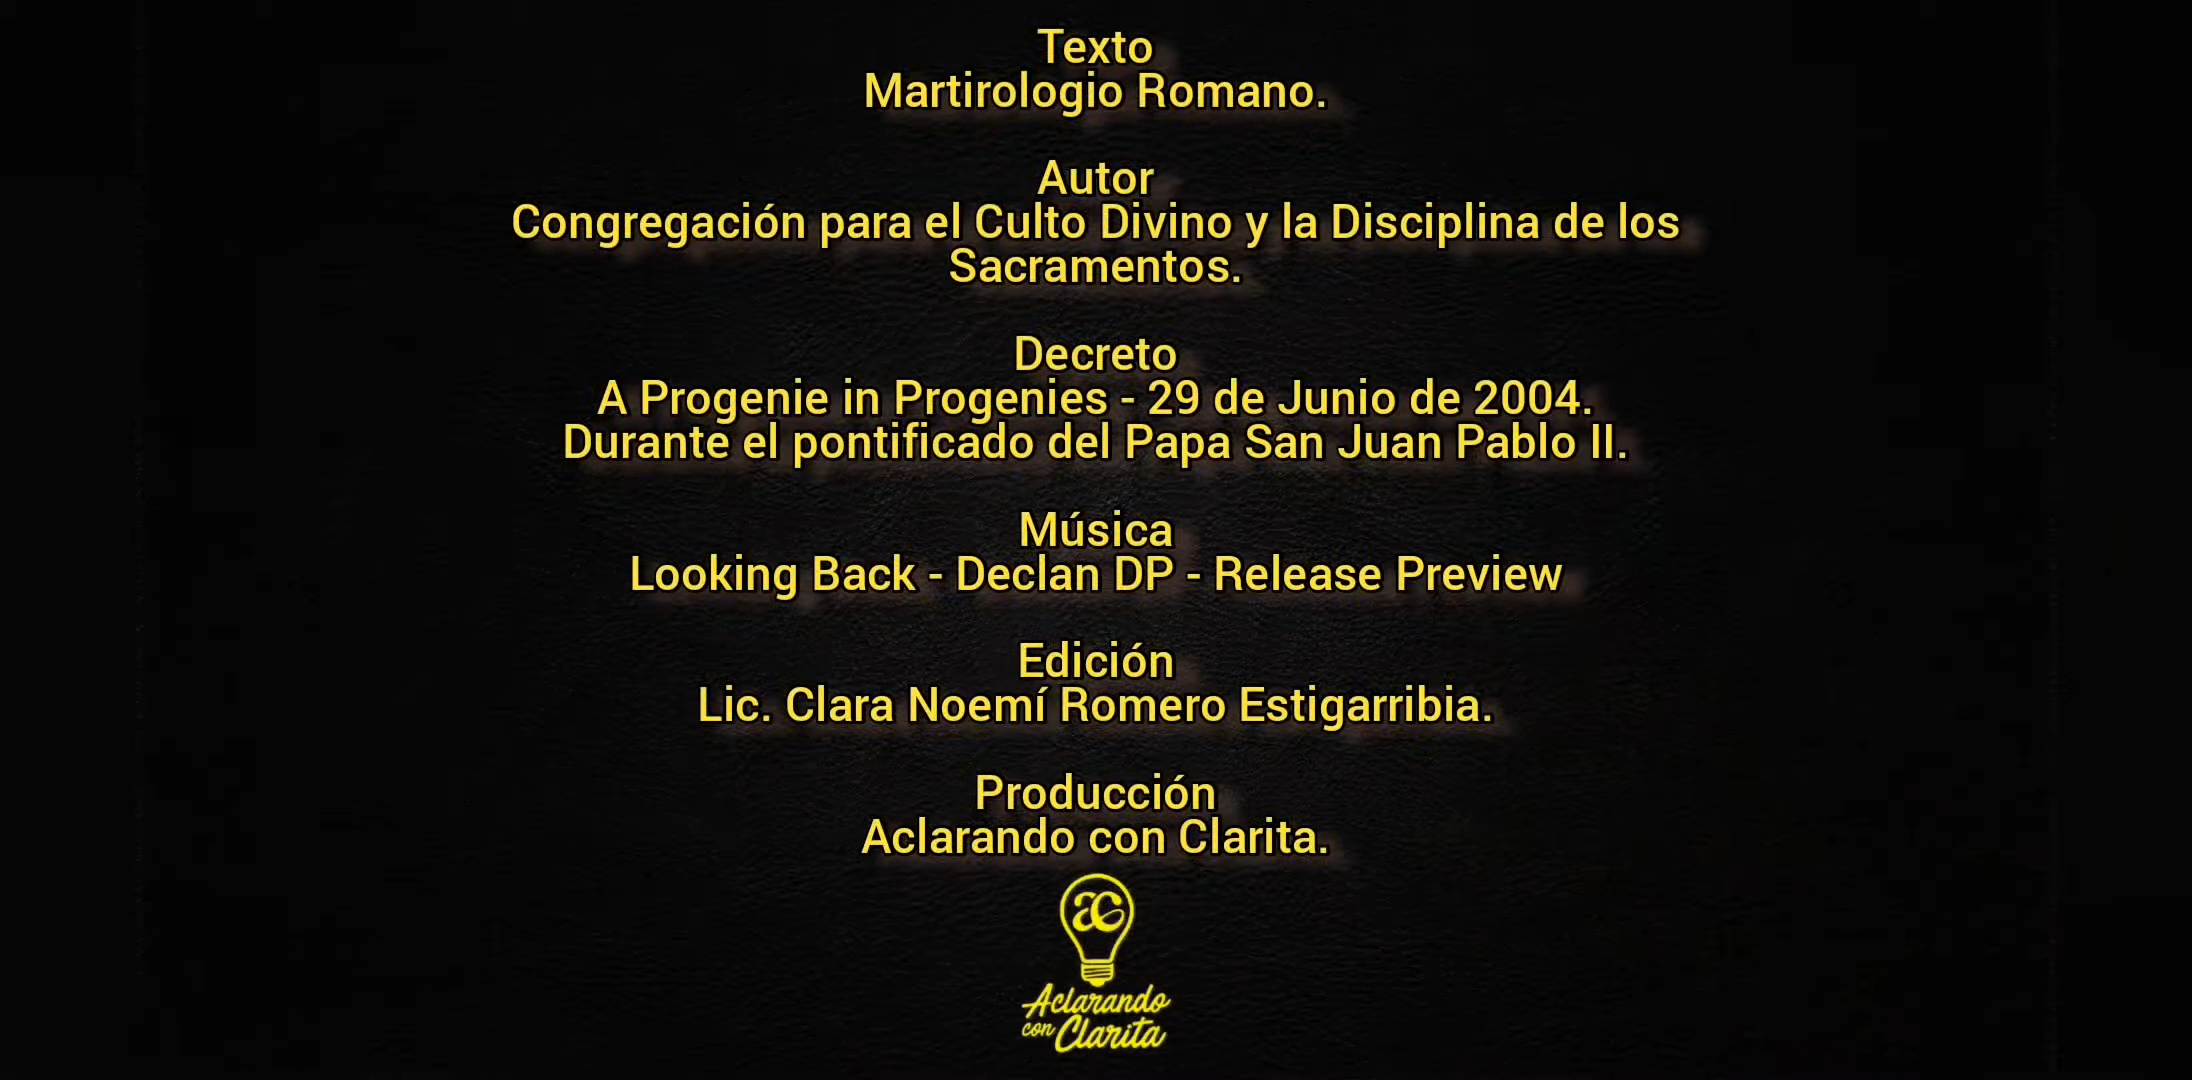 Texto
Martirologio Romano.
Autor
Congregación para el Culto Divino y la Disciplina de los
Sacramentos.
Decreto
A Progenie in Progenies - 29 de Junio de 2004.
Durante el pontificado del Papa San Juan Pablo II.
Música
Looking Back - Declan DP - Release Preview
Edición
Lic. Clara Noemí Romero Estigarribia.
Producción
Aclarando con Clarita.
ac
Aclarando
con Clarita